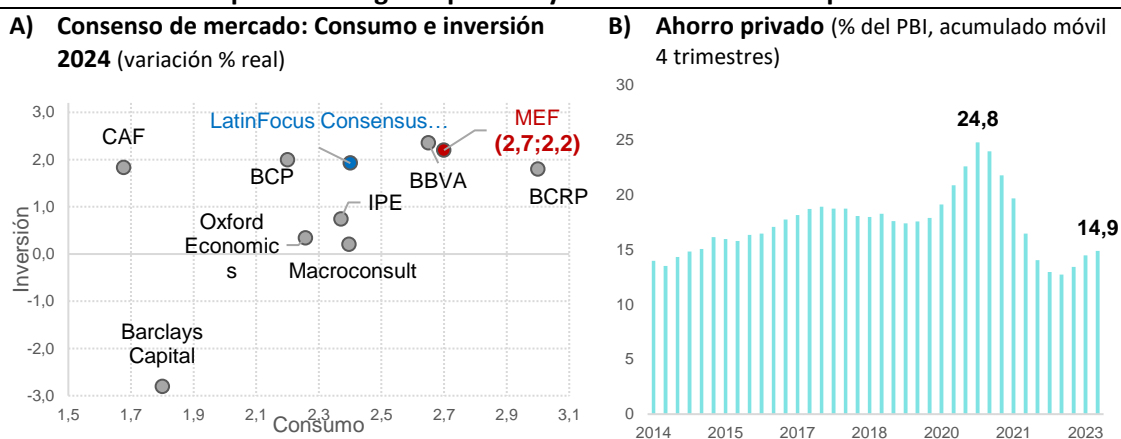 A) Consenso de mercado: Consumo e inversión
2024 (variación % real)
3,0
2,0
1,0
0,0
-1,0
-2,0
-3,0
Inversión
CAF
LatinFocus Consensus…
MEF
(2,7;2,2)
BCP
BBVA
BCRP
IPE
Oxford
Economic
s
Macroconsult
Barclays
Capital
1,5 1,7 1,9 2,1 2,3 2,5 2,7 2,9 3,1
Consumo
B) Ahorro privado (% del PBI, acumulado móvil
4 trimestres)
30
25
20
15
10
5
0
24,8
14,9
2014 2015 2017 2018 2020 2021 2023